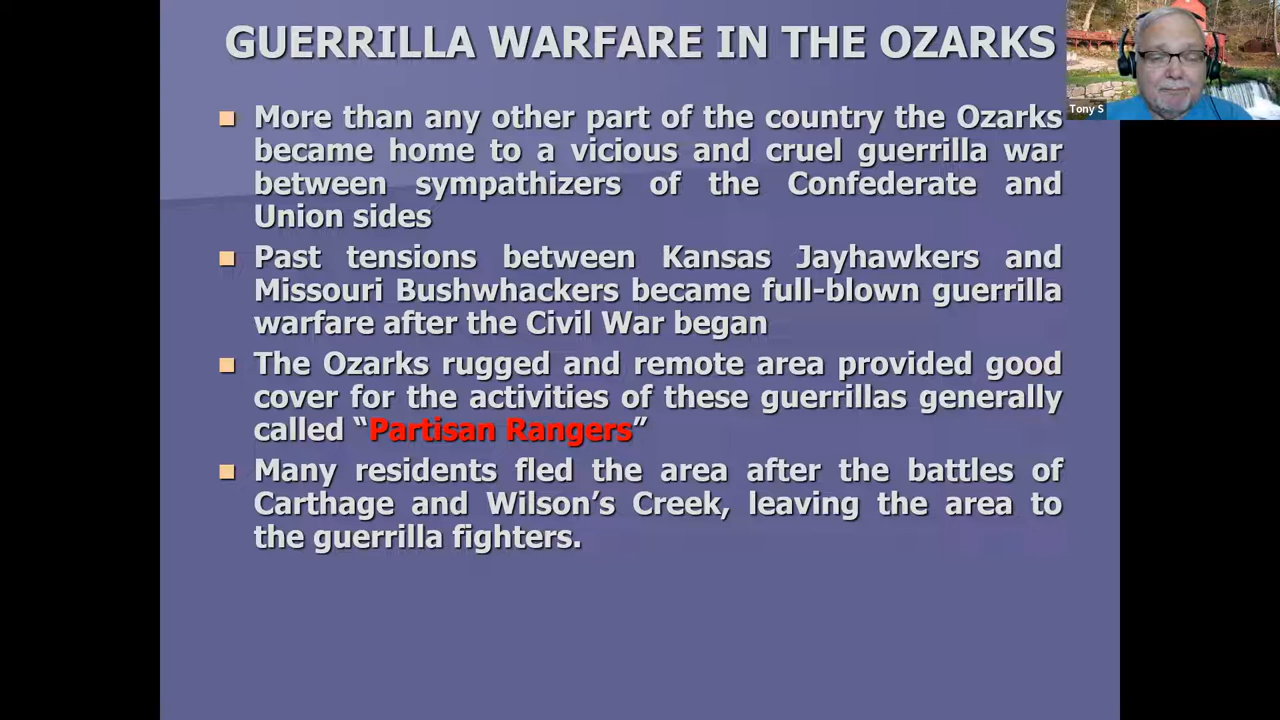 GUERRILLA WARFARE IN THE OZARKS
Tony S
More than any other part of the country the Ozarks
became home to a vicious and cruel guerrilla war
between sympathizers of the Confederate and
Union sides
Past tensions between Kansas Jayhawkers and
Missouri Bushwhackers became full-blown guerrilla
warfare after the Civil War began
The Ozarks rugged and remote area provided good
cover for the activities of these guerrillas generally
called “Partisan Rangers”
Many residents fled the area after the battles of
Carthage and Wilson’s Creek, leaving the area to
the guerrilla fighters.